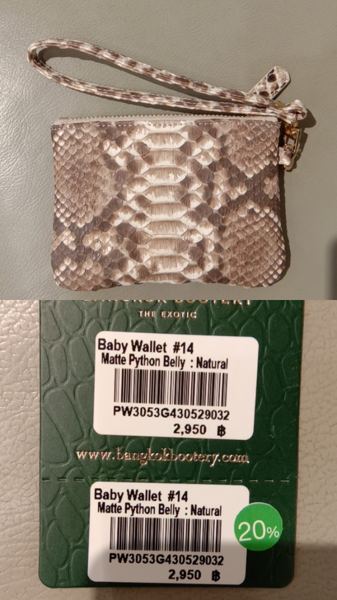 BOOTERY
THE EXOTIC
Baby Wallet #14
Matte Python Belly : Natural
PW3053G430529032
2,950 ฿
www.bangkokbootery.com
Baby Wallet #14
Matte Python Belly : Natural
20%
PW3053G430529032
2,950 ฿